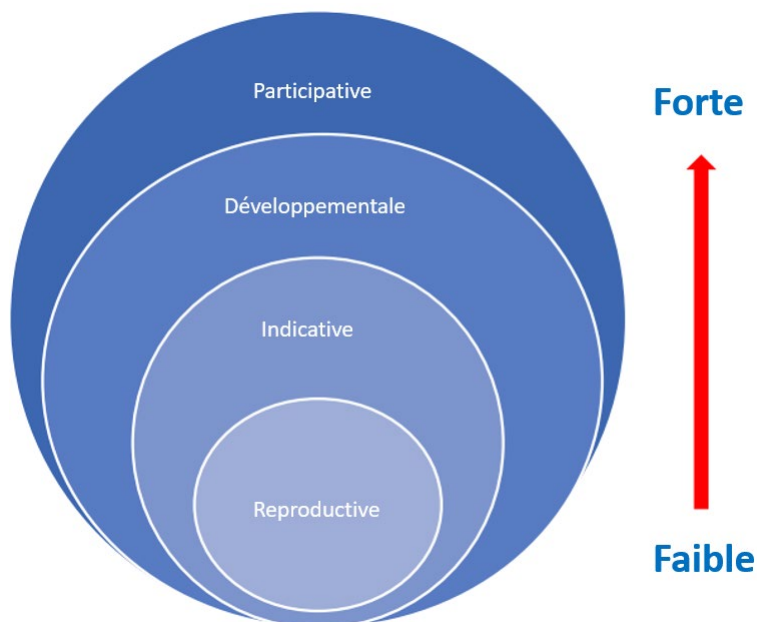 Participative
Forte
Développementale
Indicative
Reproductive
Faible